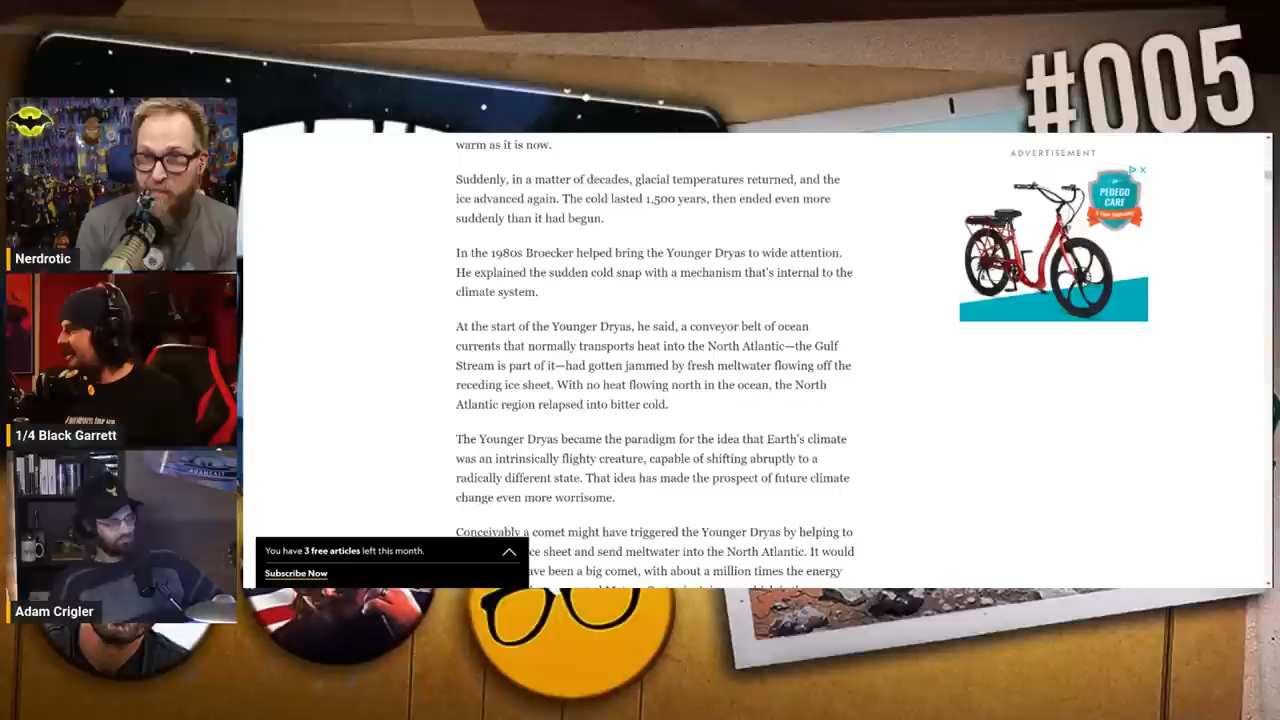 #005
Nerdrotic
1/4 Black Garrett
Adam Crigler
warm as it is now.
Suddenly, in a matter of decades, glacial temperatures returned, and the
ice advanced again. The cold lasted 1,500 years, then ended even more
suddenly than it had begun.
In the 1980s Broecker helped bring the Younger Dryas to wide attention.
He explained the sudden cold snap with a mechanism that's internal to the
climate system.
At the start of the Younger Dryas, he said, a conveyor belt of ocean
currents that normally transports heat into the North Atlantic—the Gulf
Stream is part of it—had gotten jammed by fresh meltwater flowing off the
receding ice sheet. With no heat flowing north in the ocean, the North
Atlantic region relapsed into bitter cold.
The Younger Dryas became the paradigm for the idea that Earth's climate
was an intrinsically flighty creature, capable of shifting abruptly to a
radically different state. That idea has made the prospect of future climate
change even more worrisome.
Conceivably a comet might have triggered the Younger Dryas by helping to
ce sheet and send meltwater into the North Atlantic. It would
ave been a big comet, with about a million times the energy
You have 3 free articles left this month.
Subscribe Now
ADVERTISEMENT
PEDEGO
CARE